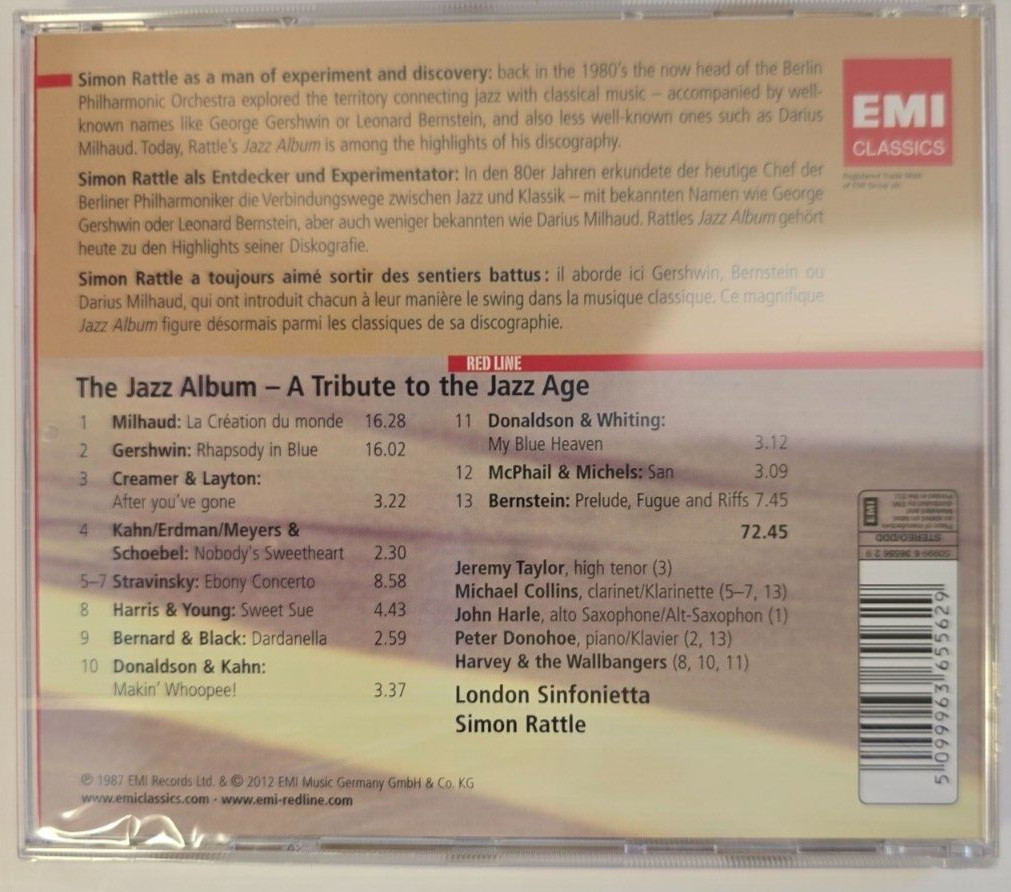 Simon Rattle as a man of experiment and discovery: back in the 1980's the now head of the Berlin
Philharmonic Orchestra explored the territory connecting jazz with classical music – accompanied by well-
known names like George Gershwin or Leonard Bernstein, and also less well-known ones such as Darius
Milhaud. Today, Rattle's Jazz Album is among the highlights of his discography.
Simon Rattle als Entdecker und Experimentator: In den 80er Jahren erkundete der heutige Chef der
Berliner Philharmoniker die Verbindungswege zwischen Jazz und Klassik – mit bekannten Namen wie George
Gershwin oder Leonard Bernstein, aber auch weniger bekannten wie Darius Milhaud. Rattles Jazz Album gehört
heute zu den Highlights seiner Diskografie.
Simon Rattle a toujours aimé sortir des sentiers battus : il aborde ici Gershwin, Bernstein ou
Darius Milhaud, qui ont introduit chacun à leur manière le swing dans la musique classique. Ce magnifique
Jazz Album figure désormais parmi les classiques de sa discographie.
EMI
CLASSICS
RED LINE
The Jazz Album – A Tribute to the Jazz Age
1 Milhaud: La Création du monde 16.28
2 Gershwin: Rhapsody in Blue 16.02
3 Creamer & Layton:
After you've gone 3.22
4 Kahn/Erdman/Meyers &
Schoebel: Nobody's Sweetheart 2.30
5–7 Stravinsky: Ebony Concerto 8.58
8 Harris & Young: Sweet Sue 4.43
9 Bernard & Black: Dardanella 2.59
10 Donaldson & Kahn:
Makin' Whoopee! 3.37
11 Donaldson & Whiting:
My Blue Heaven 3.12
12 McPhail & Michels: San 3.09
13 Bernstein: Prelude, Fugue and Riffs 7.45
72.45
Jeremy Taylor, high tenor (3)
Michael Collins, clarinet/Klarinette (5–7, 13)
John Harle, alto Saxophone/Alt-Saxophon (1)
Peter Donohoe, piano/Klavier (2, 13)
Harvey & the Wallbangers (8, 10, 11)
London Sinfonietta
Simon Rattle
℗ 1987 EMI Records Ltd. & © 2012 EMI Music Germany GmbH & Co. KG
www.emiclassics.com · www.emi-redline.com
EMI
STEREO/DDD
5 099963 655629